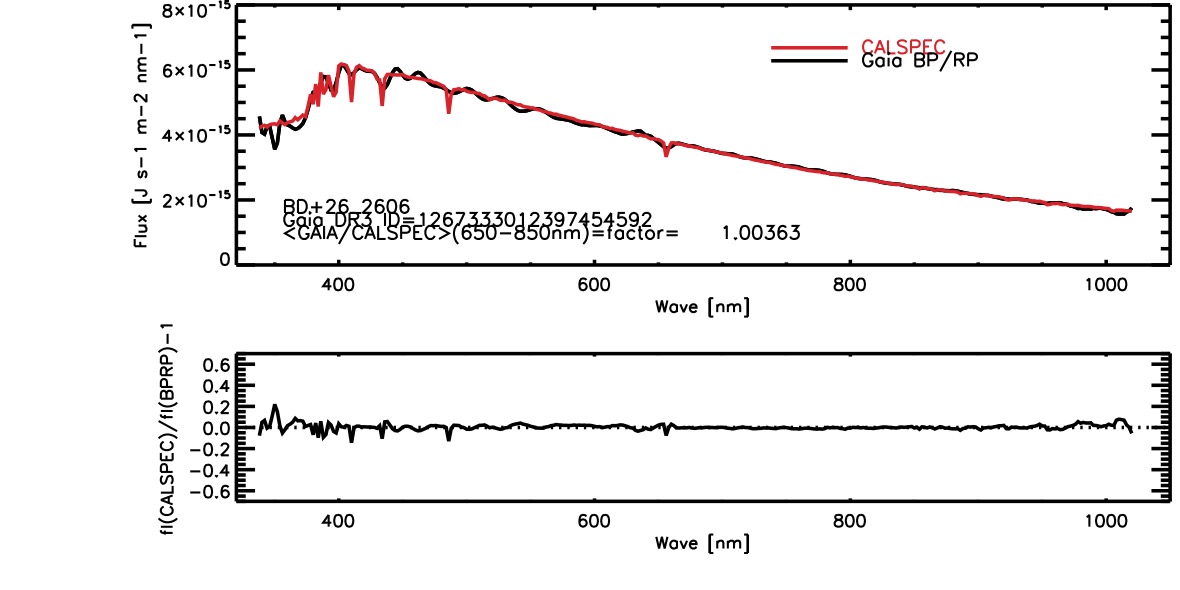 8×10−15
6×10−15
4×10−15
2×10−15
0
Flux [J s−1 m−2 nm−1]
CALSPEC
Gaia BP/RP
BD+26_2606
Gaia DR3 ID=1267333012397454592
<GAIA/CALSPEC>(650−850nm)=factor= 1.00363
400 600 800 1000
Wave [nm]
fl(CALSPEC)/fl(BPRP)−1
0.6
0.4
0.2
0.0
−0.2
−0.4
−0.6
400 600 800 1000
Wave [nm]